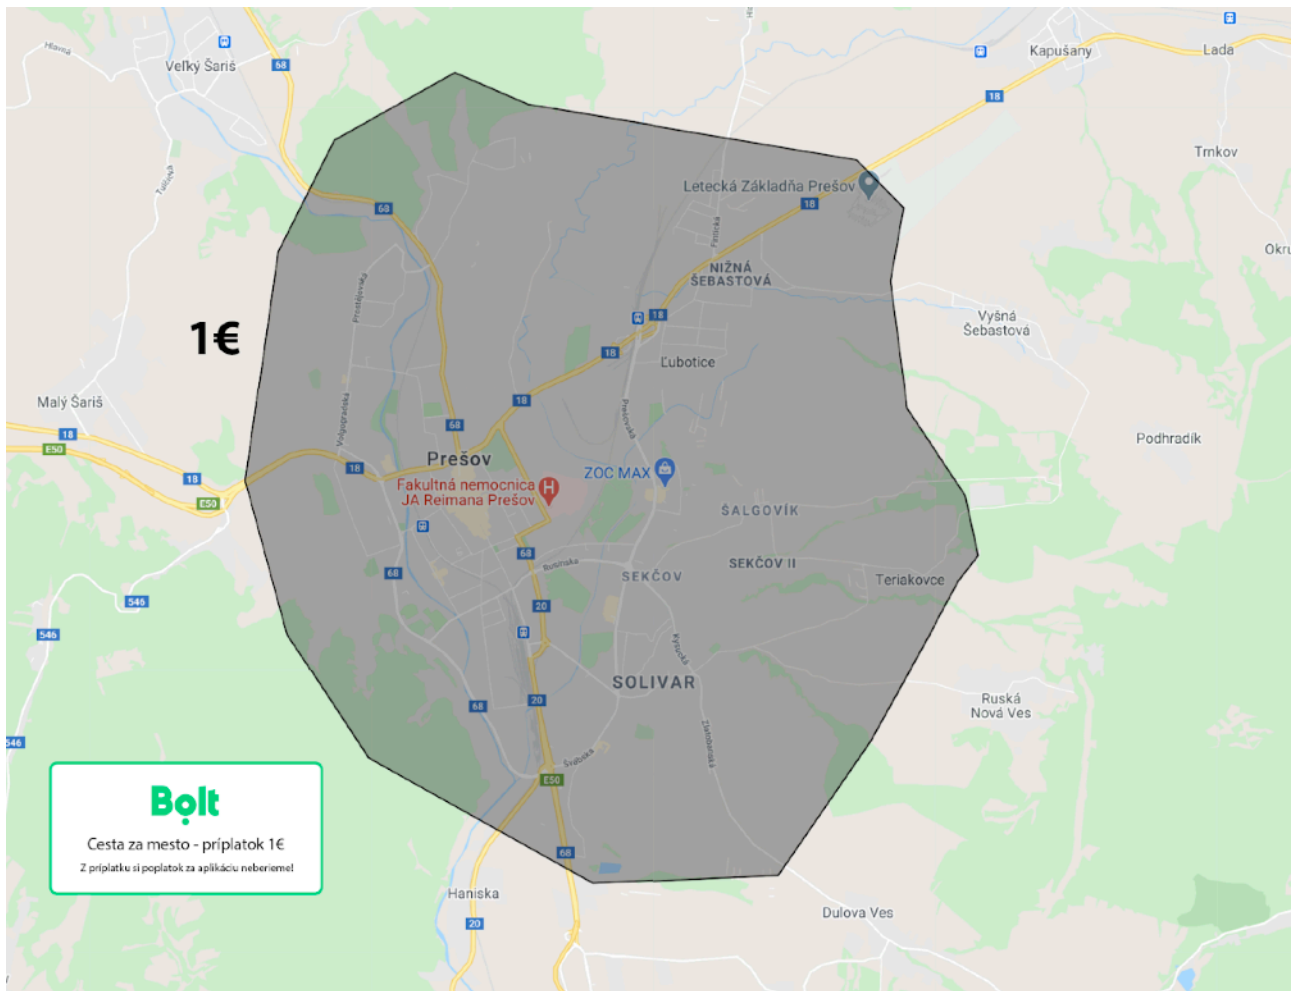 Hlavná
Veľký Šariš
68
Kapušany
Lada
18
Trnkov
Letecká Základňa Prešov
18
68
Fintická
NIŽNÁ
ŠEBASTOVÁ
Okru
Prostějovská
1€
18
Vyšná
Šebastová
18
Ľubotice
Malý Šariš
18
Volgogradská
Prešovská
68
18
E50
Podhradík
Prešov
18
18
ZOC MAX
Fakultná nemocnica
JA Reimana Prešov
E50
ŠALGOVÍK
68
Rusínska
SEKČOV II
68
SEKČOV
Teriakovce
546
20
546
Kysucká
SOLIVAR
20
68
Ruská
Nová Ves
Zlatobanská
546
Švábska
E50
Bolt
Cesta za mesto - príplatok 1€
Z príplatku si poplatok za aplikáciu neberieme!
68
Haniska
20
Dulova Ves